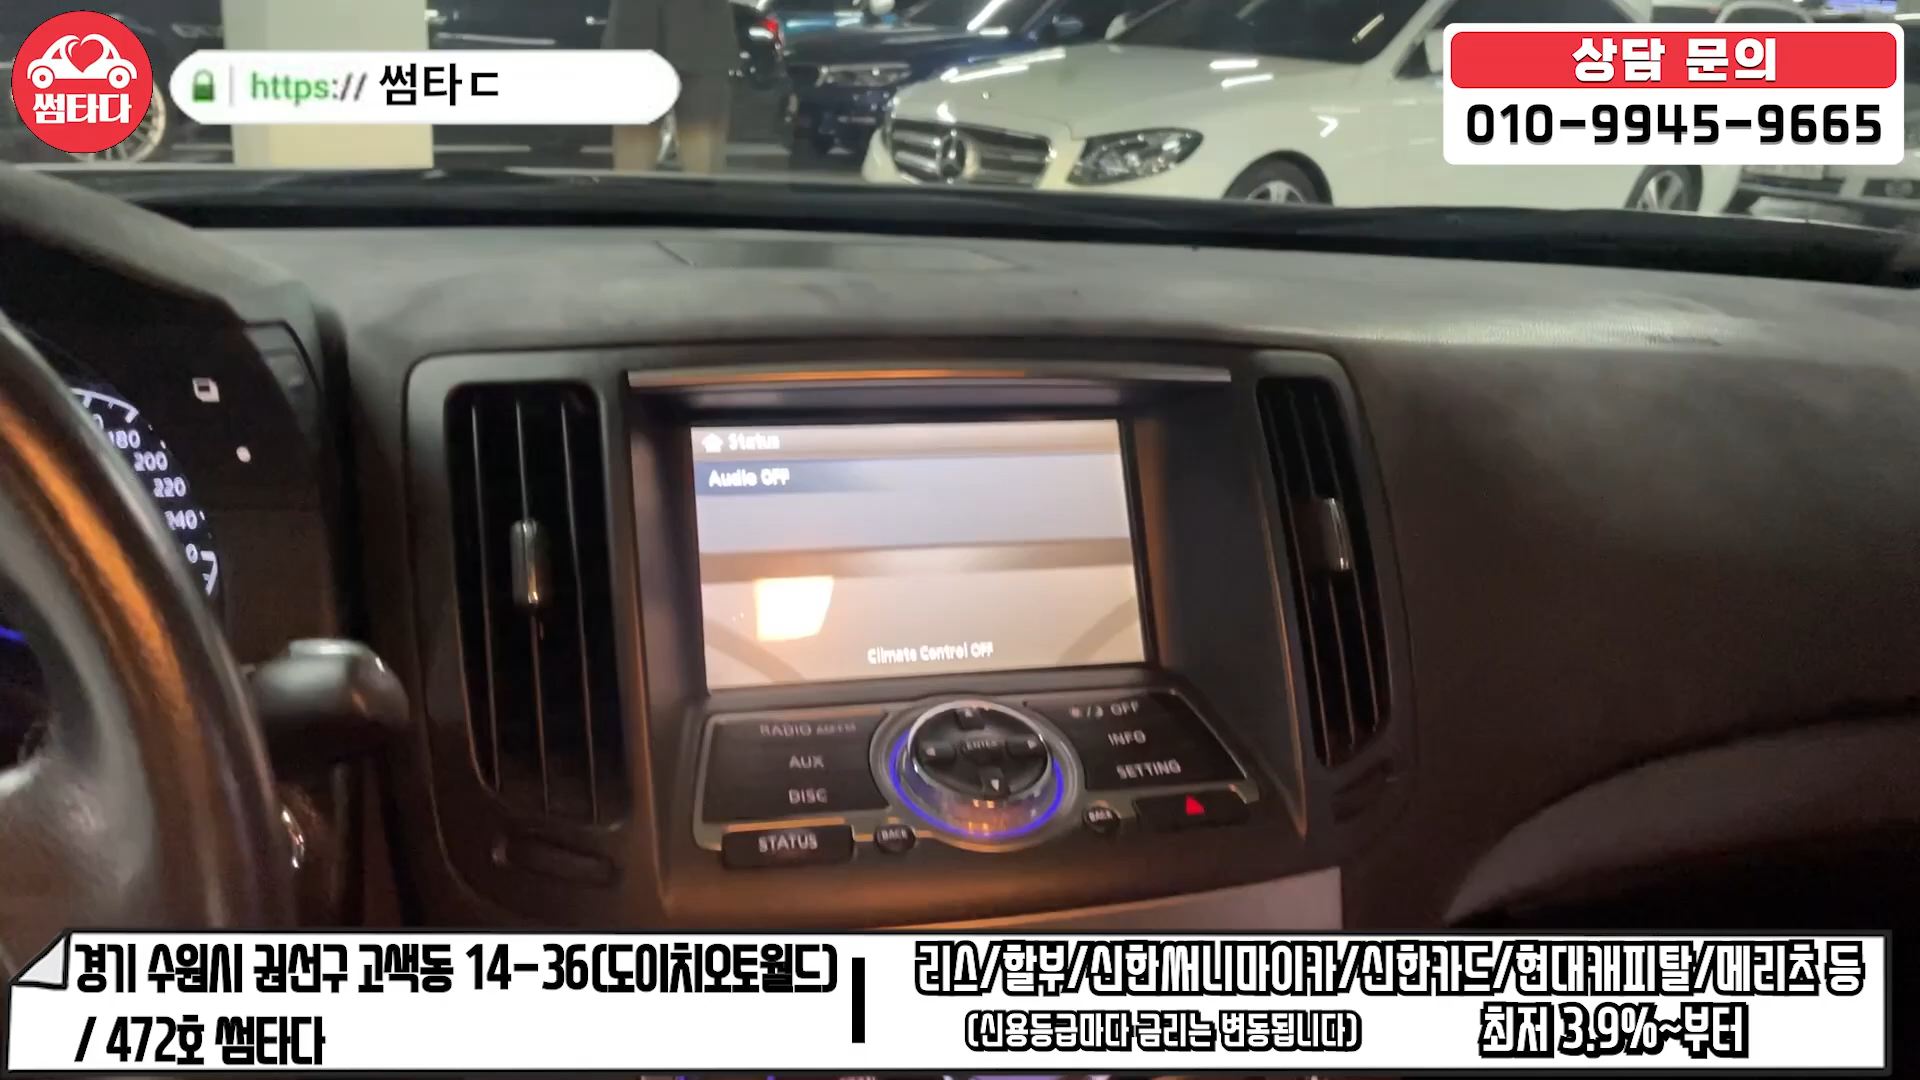 썸타다
https:// 썸타ㄷ
상담 문의
010-9945-9665
180
200
220
240
Status
Audio OFF
Climate Control OFF
RADIO AM/FM
AUX
DISC
STATUS
BACK
ENTER
OFF
INFO
SETTING
BACK
경기 수원시 권선구 고색동 14-36(도이치오토월드)
/ 472호 썸타다
리스/할부/신한써니마이카/신한카드/현대캐피탈/메리츠 등
(신용등급마다 금리는 변동됩니다)
최저 3.9%~부터